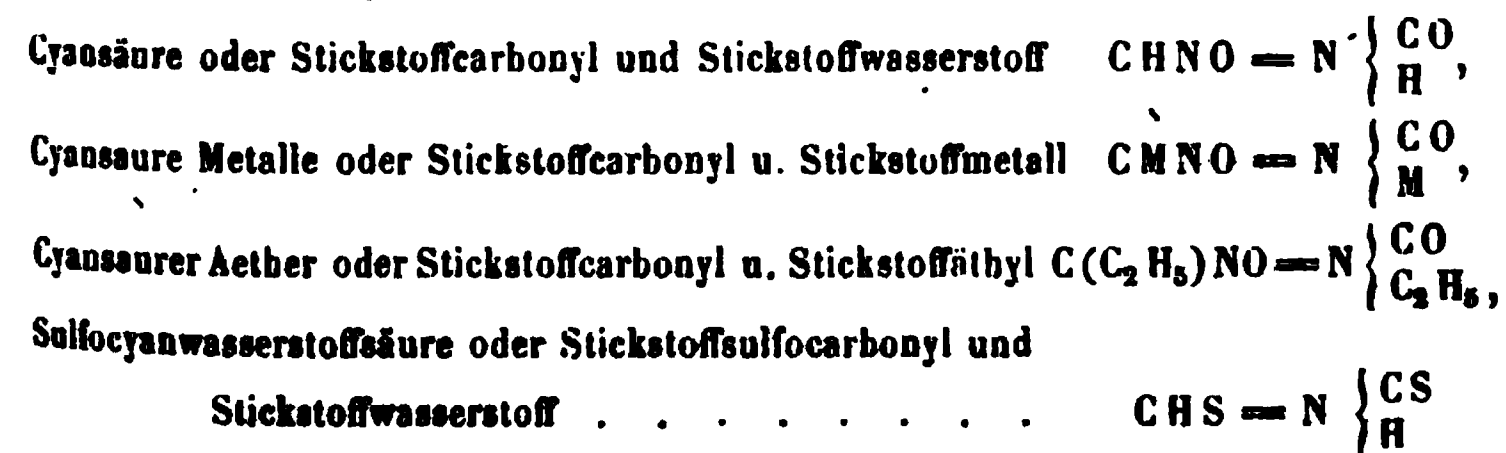 Cyansäure oder Stickstoffcarbonyl und Stickstoffwasserstoff CHNO = N { CO H ,
Cyansaure Metalle oder Stickstoffcarbonyl u. Stickstoffmetall CMNO = N { CO M ,
Cyansaurer Aether oder Stickstoffcarbonyl u. Stickstoffäthyl C(C₂H₅)NO = N { CO C₂H₅,
Sulfocyanwasserstoffsäure oder Stickstoffsulfocarbonyl und
Stickstoffwasserstoff . . . . . . . . CHS = N { CS H